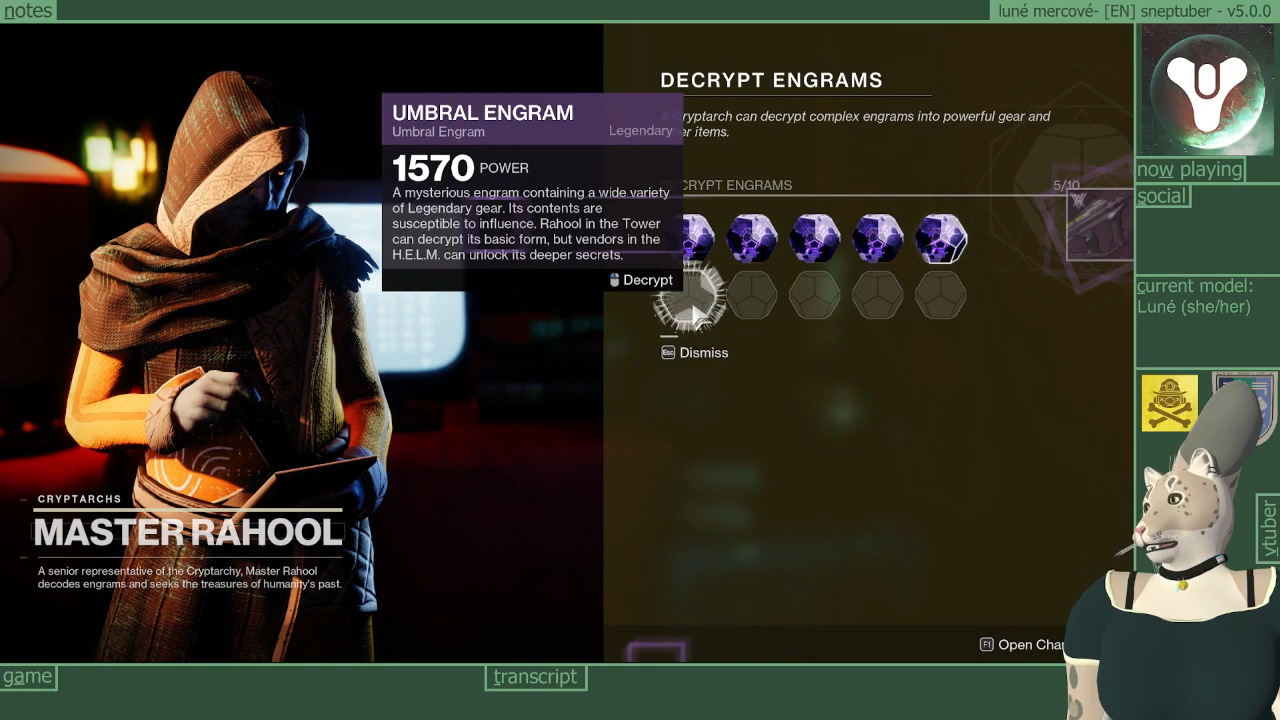 notes
luné mercové- [EN] sneptuber - v5.0.0
DECRYPT ENGRAMS
ryptarch can decrypt complex engrams into powerful gear and
er items.
UMBRAL ENGRAM
Umbral Engram
Legendary
1570 POWER
A mysterious engram containing a wide variety
of Legendary gear. Its contents are
susceptible to influence. Rahool in the Tower
can decrypt its basic form, but vendors in the
H.E.L.M. can unlock its deeper secrets.
Decrypt
CRYPT ENGRAMS
5/10
Esc Dismiss
now playing
social
current model:
Luné (she/her)
vtuber
CRYPTARCHS
MASTER RAHOOL
A senior representative of the Cryptarchy, Master Rahool
decodes engrams and seeks the treasures of humanity's past.
F1 Open Cha
game
transcript